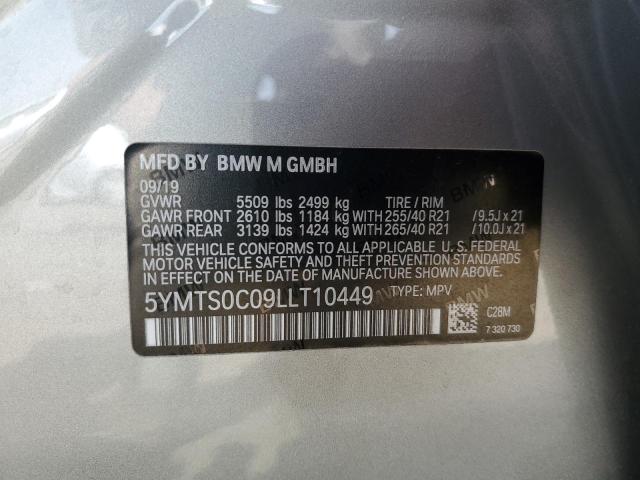 MFD BY BMW M GMBH
09/19
GVWR 5509 lbs 2499 kg TIRE / RIM
GAWR FRONT 2610 lbs 1184 kg WITH 255/40 R21 / 9.5J x 21
GAWR REAR 3139 lbs 1424 kg WITH 265/40 R21 / 10.0J x 21
THIS VEHICLE CONFORMS TO ALL APPLICABLE U. S. FEDERAL
MOTOR VEHICLE SAFETY AND THEFT PREVENTION STANDARDS
IN EFFECT ON THE DATE OF MANUFACTURE SHOWN ABOVE.
5YMTS0C09LLT10449 TYPE: MPV
C28M
7 320 730